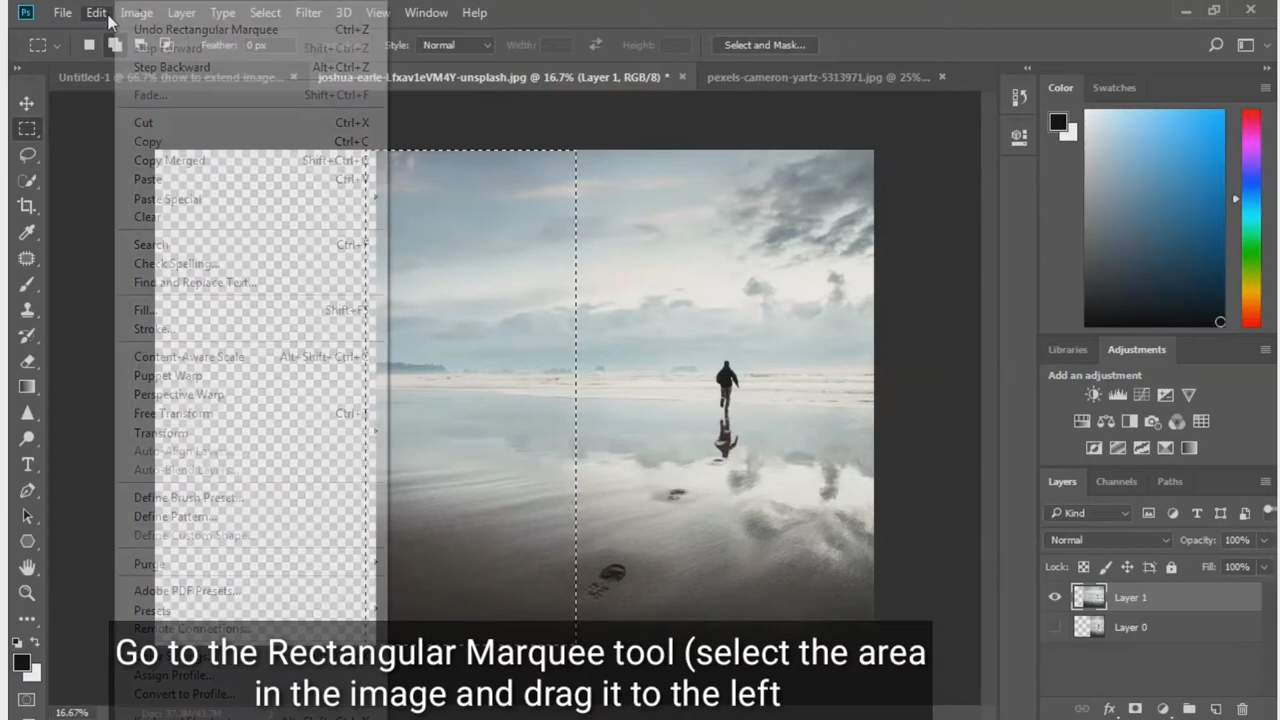 Ps File Edit Image Layer Type Select Filter 3D View Window Help
Feather: 0 px Style: Normal Width: Height: Select and Mask...
Untitled-1 @ 66.7% (how to extend image... × joshua-earle-Lfxav1eVM4Y-unsplash.jpg @ 16.7% (Layer 1, RGB/8) * × pexels-cameron-yartz-5313971.jpg @ 25%... ×
Undo Rectangular Marquee Ctrl+Z
Step Forward Shift+Ctrl+Z
Step Backward Alt+Ctrl+Z
Fade... Shift+Ctrl+F
Cut Ctrl+X
Copy Ctrl+C
Copy Merged Shift+Ctrl+C
Paste Ctrl+V
Paste Special
Clear
Search Ctrl+F
Check Spelling...
Find and Replace Text...
Fill... Shift+F
Stroke...
Content-Aware Scale Alt+Shift+Ctrl+C
Puppet Warp
Perspective Warp
Free Transform Ctrl+T
Transform
Auto-Align Layers...
Auto-Blend Layers...
Define Brush Preset...
Define Pattern...
Define Custom Shape...
Purge
Adobe PDF Presets...
Presets
Remote Connections...
Assign Profile...
Convert to Profile...
Color Swatches
Libraries Adjustments
Add an adjustment
Layers Channels Paths
Kind
Normal Opacity: 100%
Lock: Fill: 100%
Layer 1
Layer 0
Go to the Rectangular Marquee tool (select the area
in the image and drag it to the left
16.67%